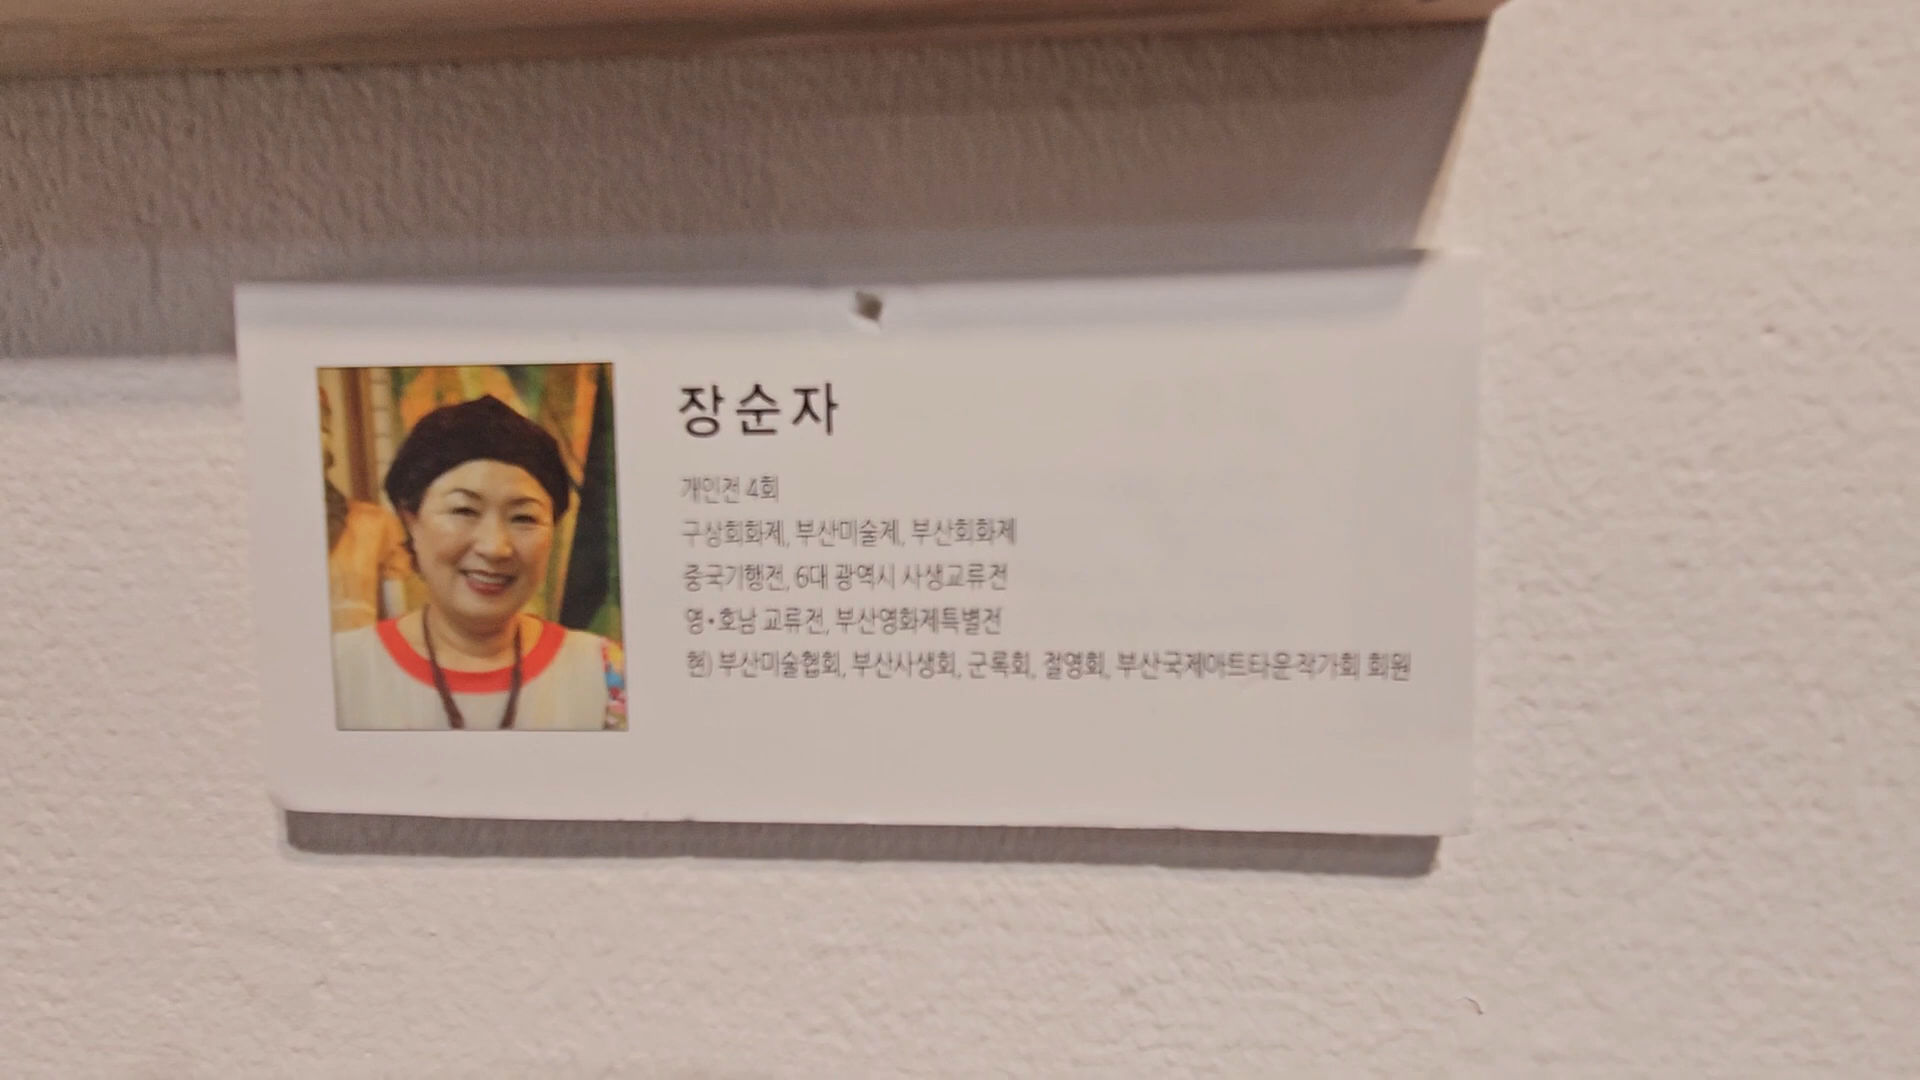 장순자
개인전 4회
구상회화제, 부산미술제, 부산회화제
중국기행전, 6대 광역시 사생교류전
영•호남 교류전, 부산영화제특별전
현) 부산미술협회, 부산사생회, 군록회, 절영회, 부산국제아트타운작가회 회원